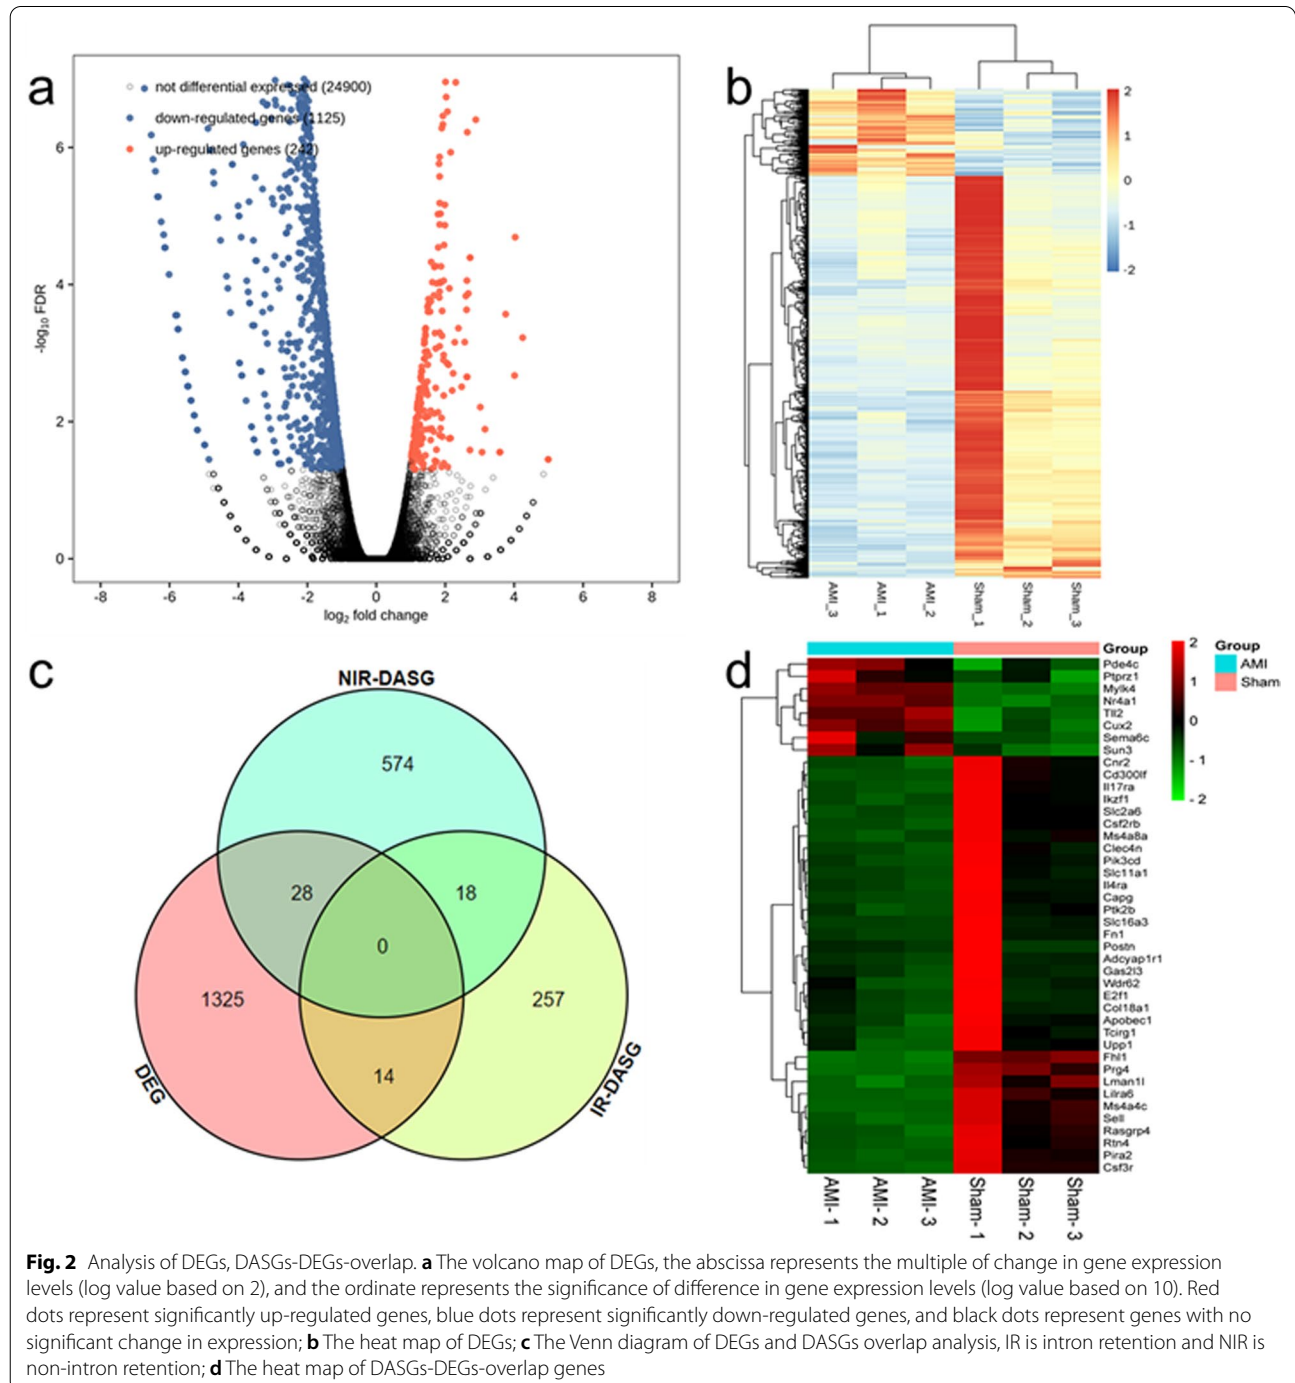 a
not differential expressed (24900)
down-regulated genes (1125)
up-regulated genes (242)
-log10 FDR
6
4
2
0
-8 -6 -4 -2 0 2 4 6 8
log2 fold change
b
2
1
0
-1
-2
AMI_3 AMI_1 AMI_2 Sham_1 Sham_2 Sham_3
c
NIR-DASG
574
28
18
0
1325
257
14
DEG
IR-DASG
d
Group
Pde4c
Ptprz1
Mylk4
Nr4a1
Tll2
Cux2
Sema6c
Sun3
Cnr2
Cd300lf
Il17ra
Ikzf1
Slc2a6
Csf2rb
Ms4a8a
Clec4n
Pik3cd
Slc11a1
Il4ra
Capg
Ptk2b
Slc16a3
Fn1
Postn
Adcyap1r1
Gas2l3
Wdr62
E2f1
Col18a1
Apobec1
Tcirg1
Upp1
Fhl1
Prg4
Lman1l
Lilra6
Ms4a4c
Sell
Rasgrp4
Rtn4
Pira2
Csf3r
2
1
0
- 1
- 2
Group
AMI
Sham
AMI- 1 AMI- 2 AMI- 3 Sham- 1 Sham- 2 Sham- 3
Fig. 2 Analysis of DEGs, DASGs-DEGs-overlap. a The volcano map of DEGs, the abscissa represents the multiple of change in gene expression
levels (log value based on 2), and the ordinate represents the significance of difference in gene expression levels (log value based on 10). Red
dots represent significantly up-regulated genes, blue dots represent significantly down-regulated genes, and black dots represent genes with no
significant change in expression; b The heat map of DEGs; c The Venn diagram of DEGs and DASGs overlap analysis, IR is intron retention and NIR is
non-intron retention; d The heat map of DASGs-DEGs-overlap genes